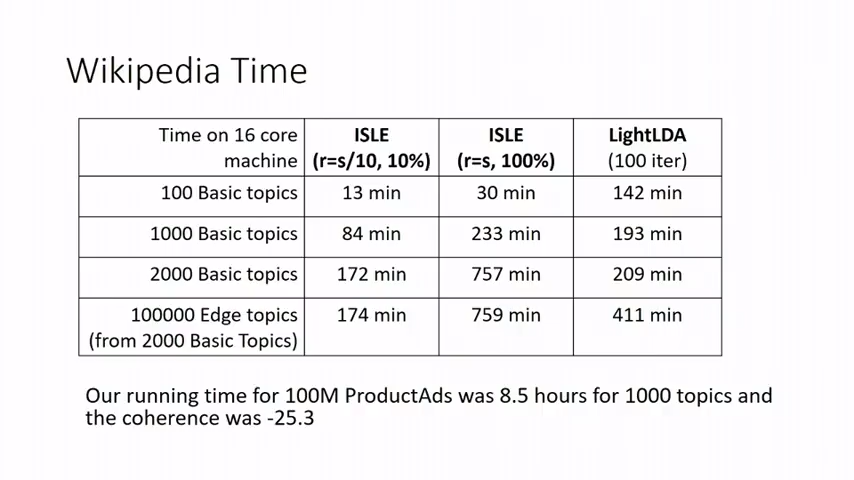 Wikipedia Time
Time on 16 core machine ISLE (r=s/10, 10%) ISLE (r=s, 100%) LightLDA (100 iter)
100 Basic topics 13 min 30 min 142 min
1000 Basic topics 84 min 233 min 193 min
2000 Basic topics 172 min 757 min 209 min
100000 Edge topics (from 2000 Basic Topics) 174 min 759 min 411 min
Our running time for 100M ProductAds was 8.5 hours for 1000 topics and
the coherence was -25.3